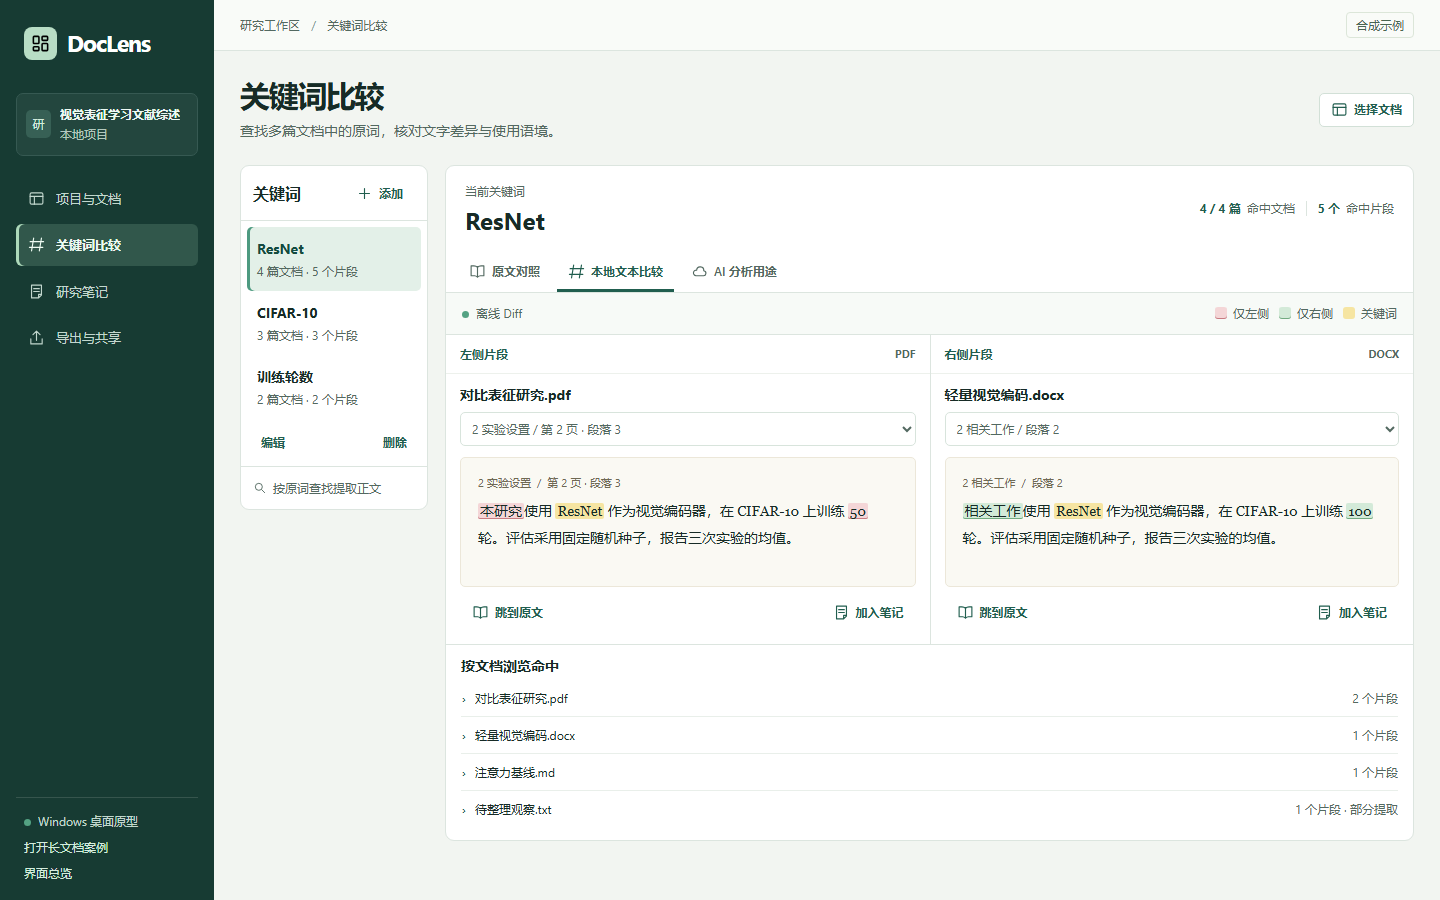 DocLens
研
视觉表征学习文献综述
本地项目
项目与文档
关键词比较
研究笔记
导出与共享
Windows 桌面原型
打开长文档案例
界面总览
研究工作区 / 关键词比较
合成示例
关键词比较
查找多篇文档中的原词，核对文字差异与使用语境。
选择文档
关键词
添加
ResNet
4 篇文档 · 5 个片段
CIFAR-10
3 篇文档 · 3 个片段
训练轮数
2 篇文档 · 2 个片段
编辑
删除
按原词查找提取正文
当前关键词
ResNet
4 / 4 篇 命中文档
5 个 命中片段
原文对照
本地文本比较
AI 分析用途
离线 Diff
仅左侧
仅右侧
关键词
左侧片段
PDF
对比表征研究.pdf
2 实验设置 / 第 2 页 · 段落 3
2 实验设置 / 第 2 页 · 段落 3
本研究使用 ResNet 作为视觉编码器，在 CIFAR-10 上训练 50
轮。评估采用固定随机种子，报告三次实验的均值。
跳到原文
加入笔记
右侧片段
DOCX
轻量视觉编码.docx
2 相关工作 / 段落 2
2 相关工作 / 段落 2
相关工作使用 ResNet 作为视觉编码器，在 CIFAR-10 上训练 100
轮。评估采用固定随机种子，报告三次实验的均值。
跳到原文
加入笔记
按文档浏览命中
› 对比表征研究.pdf
2 个片段
› 轻量视觉编码.docx
1 个片段
› 注意力基线.md
1 个片段
› 待整理观察.txt
1 个片段 · 部分提取